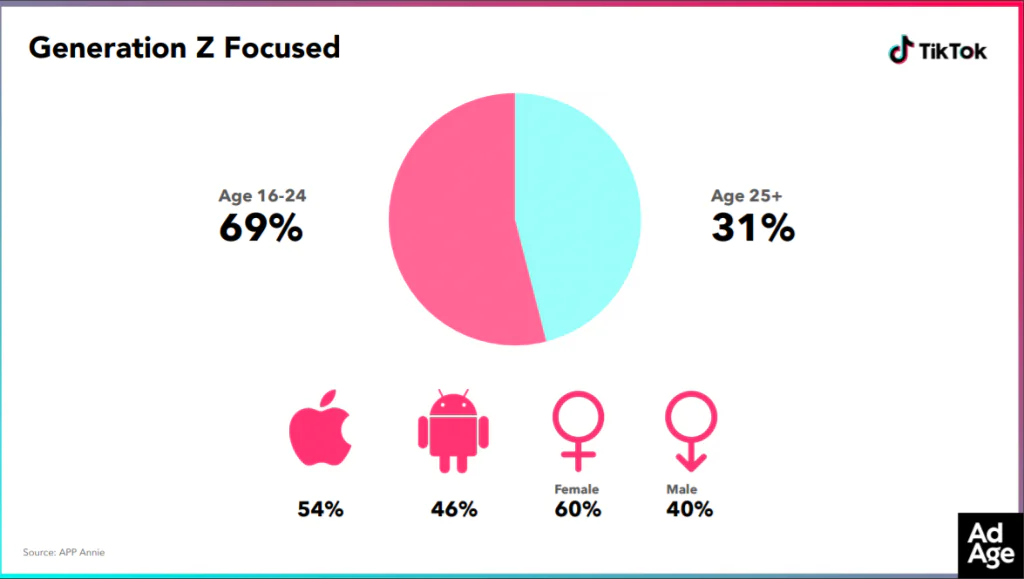 Generation Z Focused
TikTok
Age 16-24
69%
Age 25+
31%
54%
46%
Female
60%
Male
40%
Source: APP Annie
Ad
Age